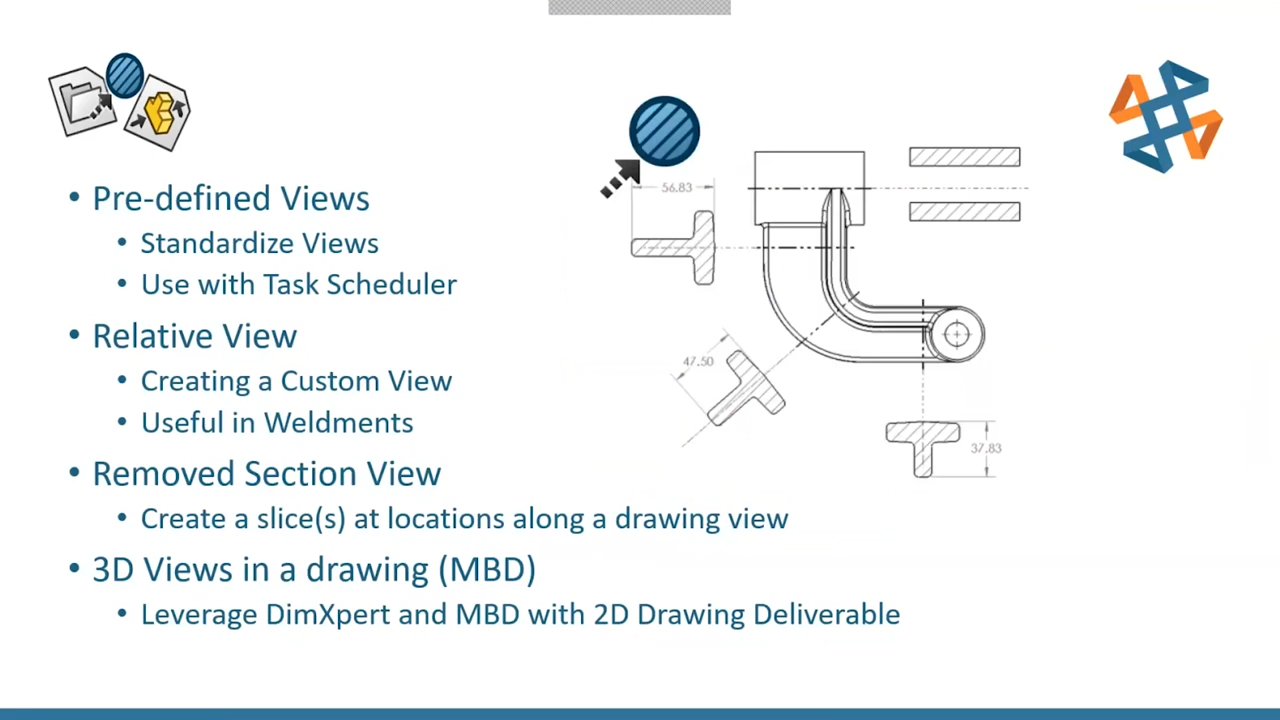 • Pre-defined Views
• Standardize Views
• Use with Task Scheduler
• Relative View
• Creating a Custom View
• Useful in Weldments
• Removed Section View
• Create a slice(s) at locations along a drawing view
• 3D Views in a drawing (MBD)
• Leverage DimXpert and MBD with 2D Drawing Deliverable
56.83
47.50
37.83